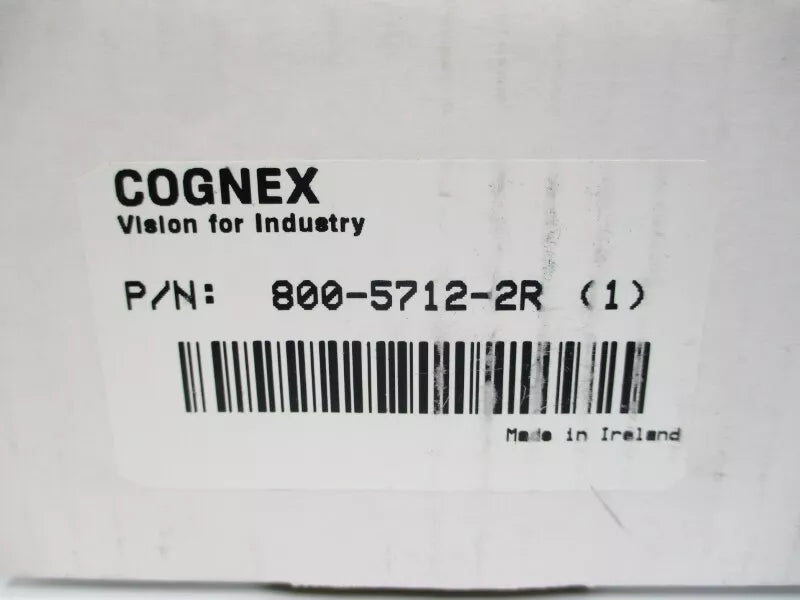 COGNEX
Vision for Industry
P/N: 800-5712-2R (1)
Made in Ireland